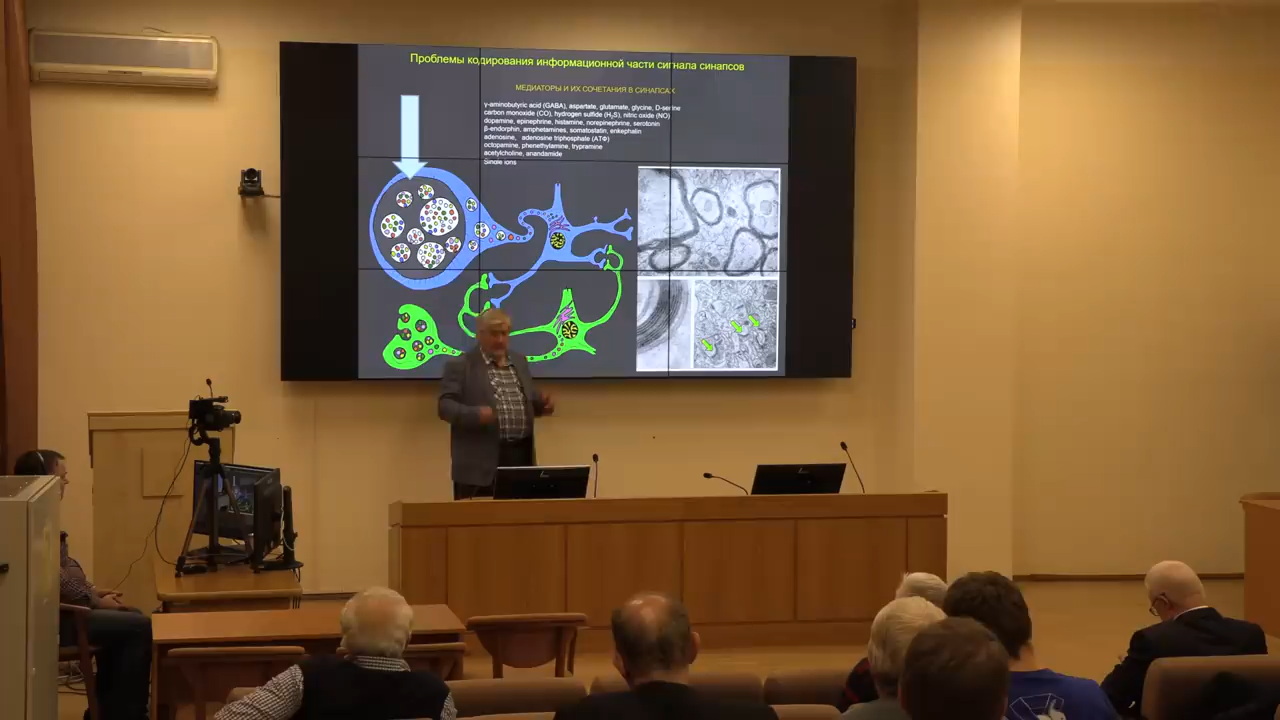 Проблемы кодирования информационной части сигнала синапсов
МЕДИАТОРЫ И ИХ СОЧЕТАНИЯ В СИНАПСАХ
γ-aminobutyric acid (GABA), aspartate, glutamate, glycine, D-serine
carbon monoxide (CO), hydrogen sulfide (H₂S), nitric oxide (NO)
dopamine, epinephrine, histamine, norepinephrine, serotonin
β-endorphin, amphetamines, somatostatin, enkephalin
adenosine, adenosine triphosphate (АТФ)
octopamine, phenethylamine, trypramine
acetylcholine, anandamide
Single ions